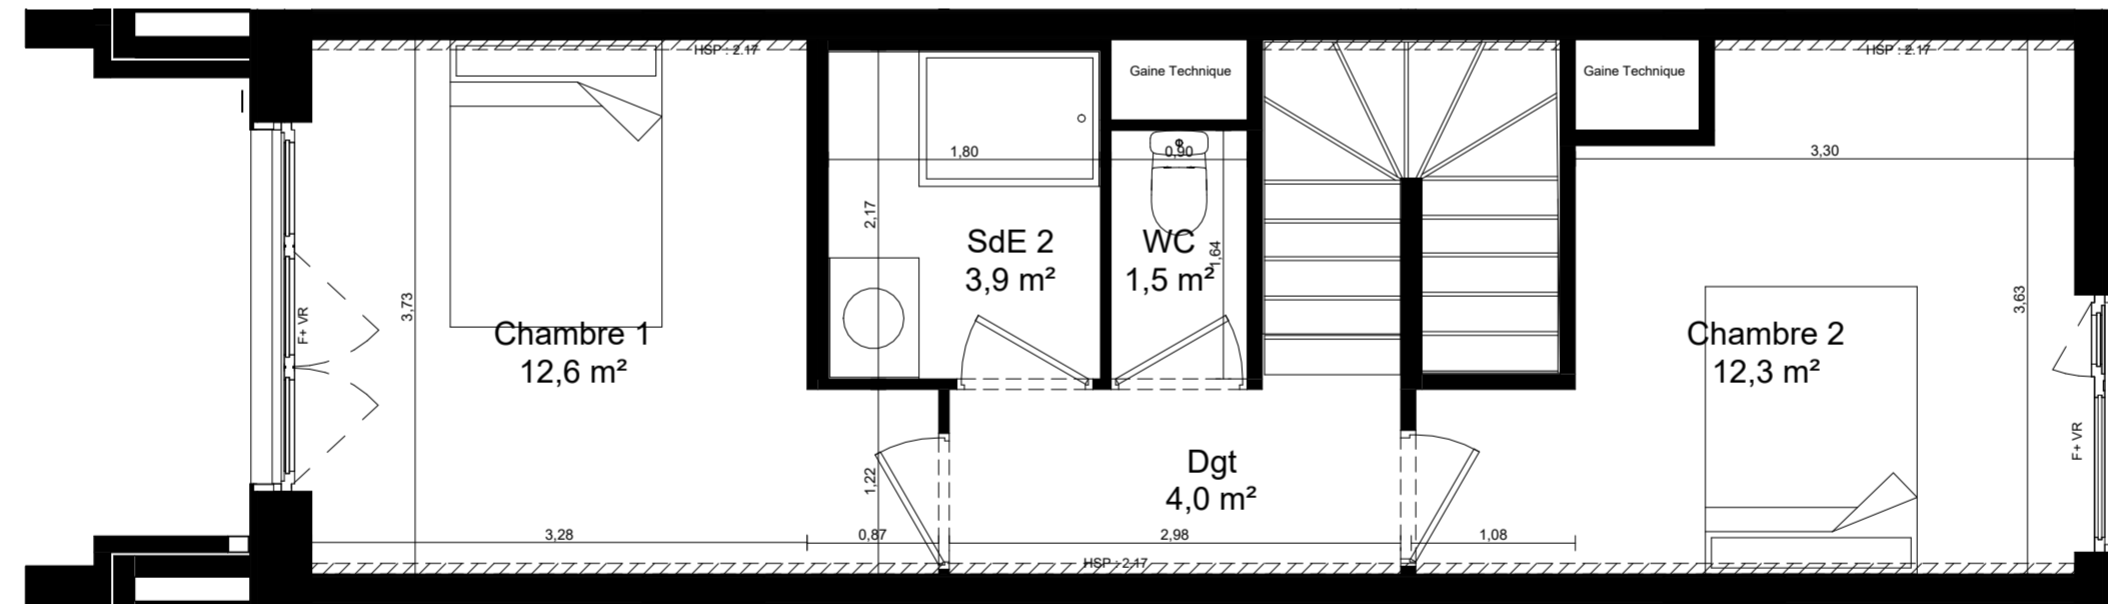 HSP : 2.17
HSP : 2.17
Gaine Technique
Gaine Technique
1,80
0,90
3,30
2,17
SdE 2
3,9 m²
WC
1,5 m²
1,64
3,73
F+ VR
Chambre 1
12,6 m²
Chambre 2
12,3 m²
3,63
F+ VR
1,22
Dgt
4,0 m²
3,28
0,87
2,98
1,08
HSP : 2.17